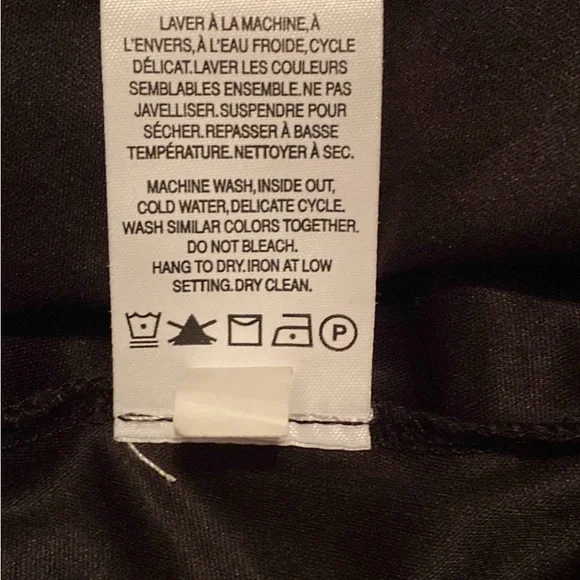 LAVER À LA MACHINE, À
L'ENVERS, À L'EAU FROIDE, CYCLE
DÉLICAT. LAVER LES COULEURS
SEMBLABLES ENSEMBLE. NE PAS
JAVELLISER. SUSPENDRE POUR
SÉCHER. REPASSER À BASSE
TEMPÉRATURE. NETTOYER À SEC.
MACHINE WASH, INSIDE OUT,
COLD WATER, DELICATE CYCLE.
WASH SIMILAR COLORS TOGETHER.
DO NOT BLEACH.
HANG TO DRY. IRON AT LOW
SETTING. DRY CLEAN.
P